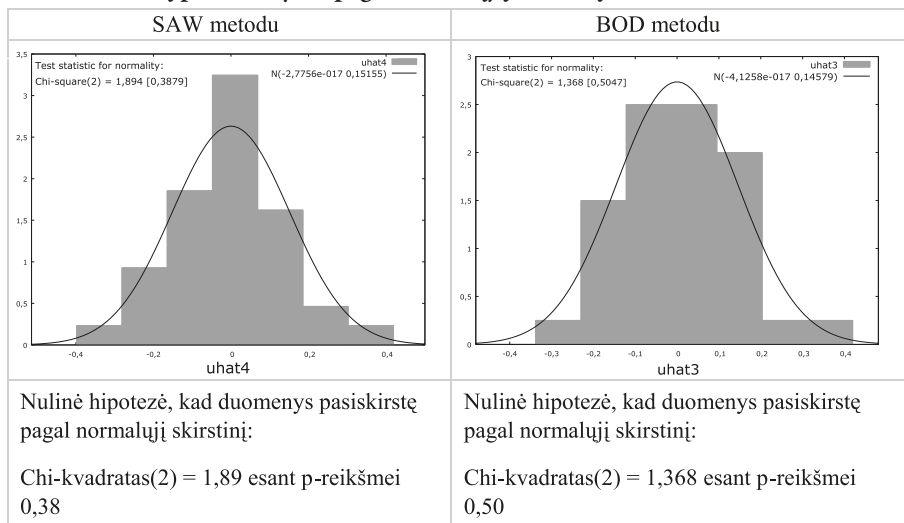 SAW metodu
BOD metodu
Test statistic for normality:
Chi-square(2) = 1,894 [0,3879]
uhat4
N(-2,7756e-017 0,15155)
3,5
3
2,5
2
1,5
1
0,5
0
-0,4
-0,2
0
0,2
0,4
uhat4
Test statistic for normality:
Chi-square(2) = 1,368 [0,5047]
uhat3
N(-4,1258e-017 0,14579)
3
2,5
2
1,5
1
0,5
0
-0,4
-0,3
-0,2
-0,1
0
0,1
0,2
0,3
0,4
uhat3
Nulinė hipotezė, kad duomenys pasiskirstę
pagal normalųjį skirstinį:
Chi-kvadratas(2) = 1,89 esant p-reikšmei
0,38
Nulinė hipotezė, kad duomenys pasiskirstę
pagal normalųjį skirstinį:
Chi-kvadratas(2) = 1,368 esant p-reikšmei
0,50